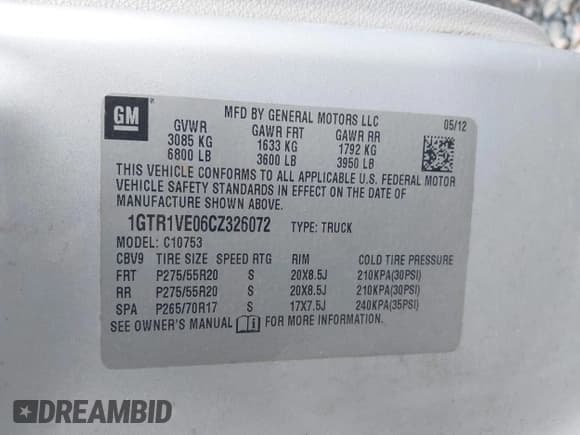 GM
MFD BY GENERAL MOTORS LLC
05/12
GVWR GAWR FRT GAWR RR
3085 KG 1633 KG 1792 KG
6800 LB 3600 LB 3950 LB
THIS VEHICLE CONFORMS TO ALL APPLICABLE U.S. FEDERAL MOTOR
VEHICLE SAFETY STANDARDS IN EFFECT ON THE DATE OF
MANUFACTURE SHOWN ABOVE.
1GTR1VE06CZ326072 TYPE: TRUCK
MODEL: C10753
CBV9 TIRE SIZE SPEED RTG RIM COLD TIRE PRESSURE
FRT P275/55R20 S 20X8.5J 210KPA(30PSI)
RR P275/55R20 S 20X8.5J 210KPA(30PSI)
SPA P265/70R17 S 17X7.5J 240KPA(35PSI)
SEE OWNER'S MANUAL FOR MORE INFORMATION.
DREAMBID